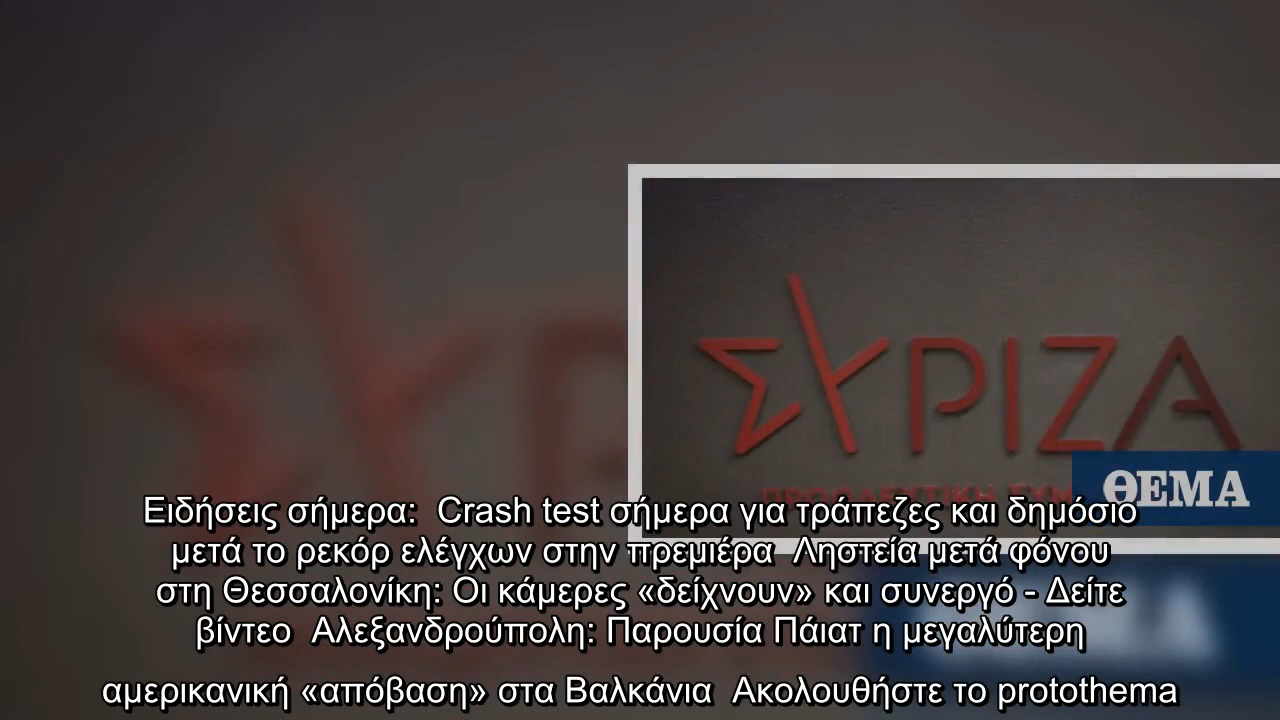 ΣΥΡΙΖΑ
ΘΕΜΑ
Ειδήσεις σήμερα:  Crash test σήμερα για τράπεζες και δημόσιο
μετά το ρεκόρ ελέγχων στην πρεμιέρα  Ληστεία μετά φόνου
στη Θεσσαλονίκη: Οι κάμερες «δείχνουν» και συνεργό - Δείτε
βίντεο  Αλεξανδρούπολη: Παρουσία Πάιατ η μεγαλύτερη
αμερικανική «απόβαση» στα Βαλκάνια  Ακολουθήστε το protothema